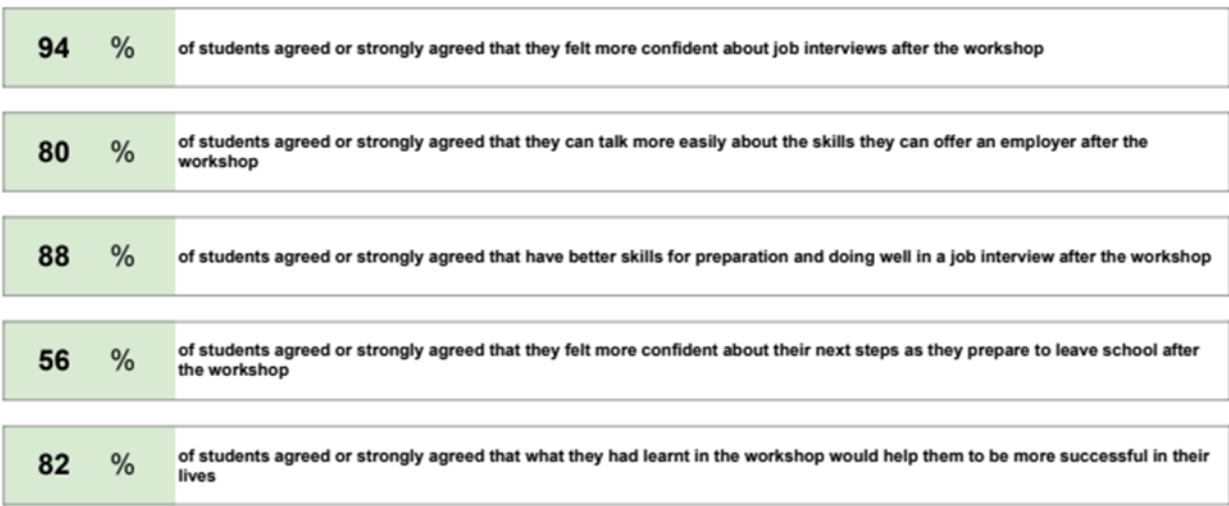 94 % of students agreed or strongly agreed that they felt more confident about job interviews after the workshop
80 % of students agreed or strongly agreed that they can talk more easily about the skills they can offer an employer after the
workshop
88 % of students agreed or strongly agreed that have better skills for preparation and doing well in a job interview after the workshop
56 % of students agreed or strongly agreed that they felt more confident about their next steps as they prepare to leave school after
the workshop
82 % of students agreed or strongly agreed that what they had learnt in the workshop would help them to be more successful in their
lives